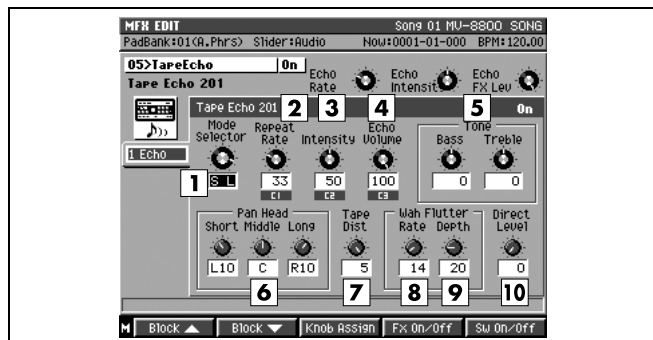 MFX EDIT Song 01 MV-8800 SONG
PadBank:01(A.Phrs) Slider:Audio Now:0001-01-000 BPM:120.00
05>TapeEcho On
Tape Echo 201
Echo Rate
Echo Intensit
Echo FX Lev
Tape Echo 201 2 3 4 5 On
Mode Selector
Repeat Rate
Intensity
Echo Volume
Tone
Bass Treble
1 Echo
1 S L 33 50 100 0 0
C1 C2 C3
Pan Head
Short Middle Long
Tape Dist
Wah Flutter
Rate Depth
Direct Level
L10 C R10 5 14 20 0
6 7 8 9 10
M Block ▲ Block ▼ Knob Assign Fx On/Off Sw On/Off